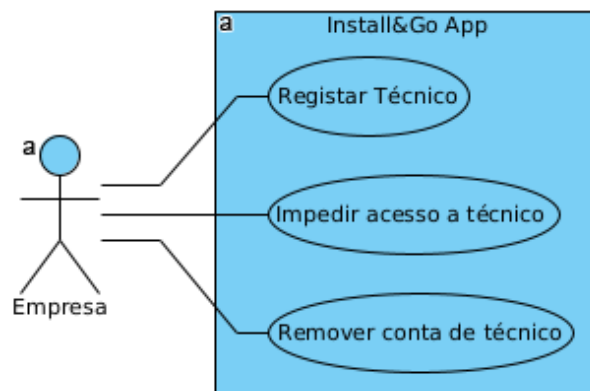 a
Install&Go App
Registar Técnico
a
Impedir acesso a técnico
Empresa
Remover conta de técnico